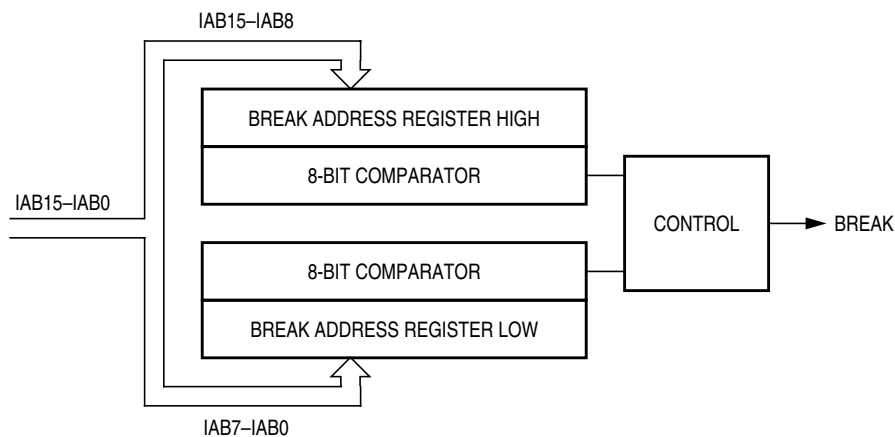 IAB15–IAB8
BREAK ADDRESS REGISTER HIGH
8-BIT COMPARATOR
IAB15–IAB0
CONTROL
BREAK
8-BIT COMPARATOR
BREAK ADDRESS REGISTER LOW
IAB7–IAB0